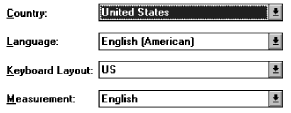 Country: United States
Language: English (American)
Keyboard Layout: US
Measurement: English